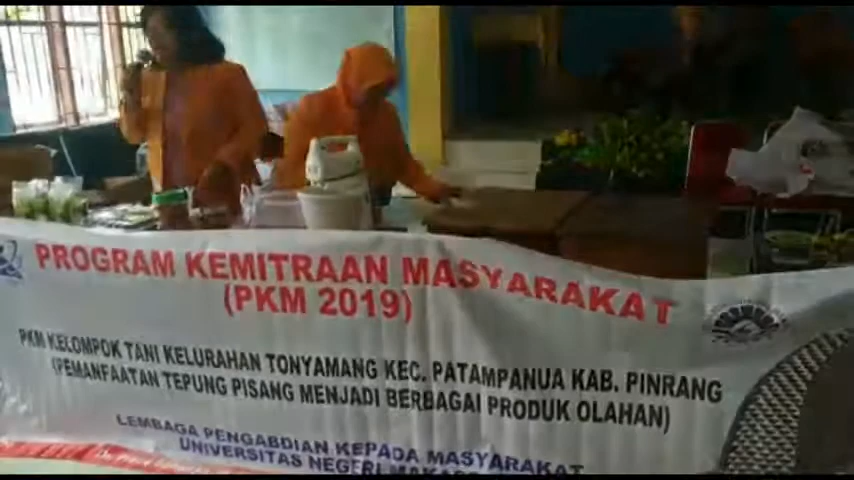 PROGRAM KEMITRAAN MASYARAKAT
(PKM 2019)
PKM KELOMPOK TANI KELURAHAN TONYAMANG KEC. PATAMPANUA KAB. PINRANG
(PEMANFAATAN TEPUNG PISANG MENJADI BERBAGAI PRODUK OLAHAN)
LEMBAGA PENGABDIAN KEPADA MASYARAKAT
UNIVERSITAS NEGERI